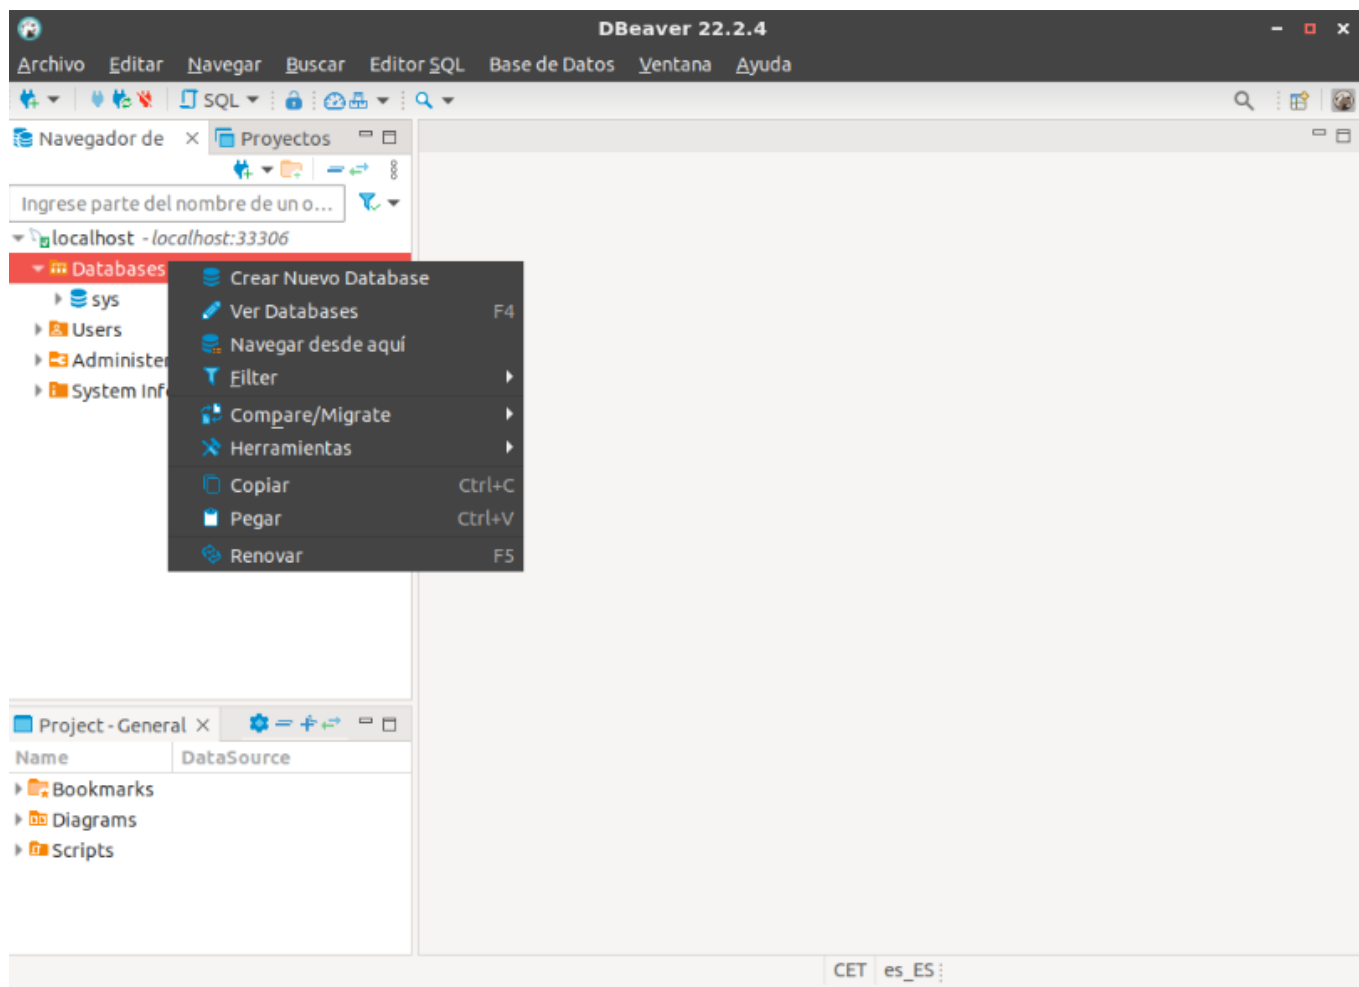 DBeaver 22.2.4
Archivo Editar Navegar Buscar Editor SQL Base de Datos Ventana Ayuda
SQL
Navegador de Proyectos
Ingrese parte del nombre de un o...
localhost - localhost:33306
Databases
sys
Users
Administer
System Inf
Crear Nuevo Database
Ver Databases F4
Navegar desde aquí
Filter
Compare/Migrate
Herramientas
Copiar Ctrl+C
Pegar Ctrl+V
Renovar F5
Project - General
Name DataSource
Bookmarks
Diagrams
Scripts
CET es_ES